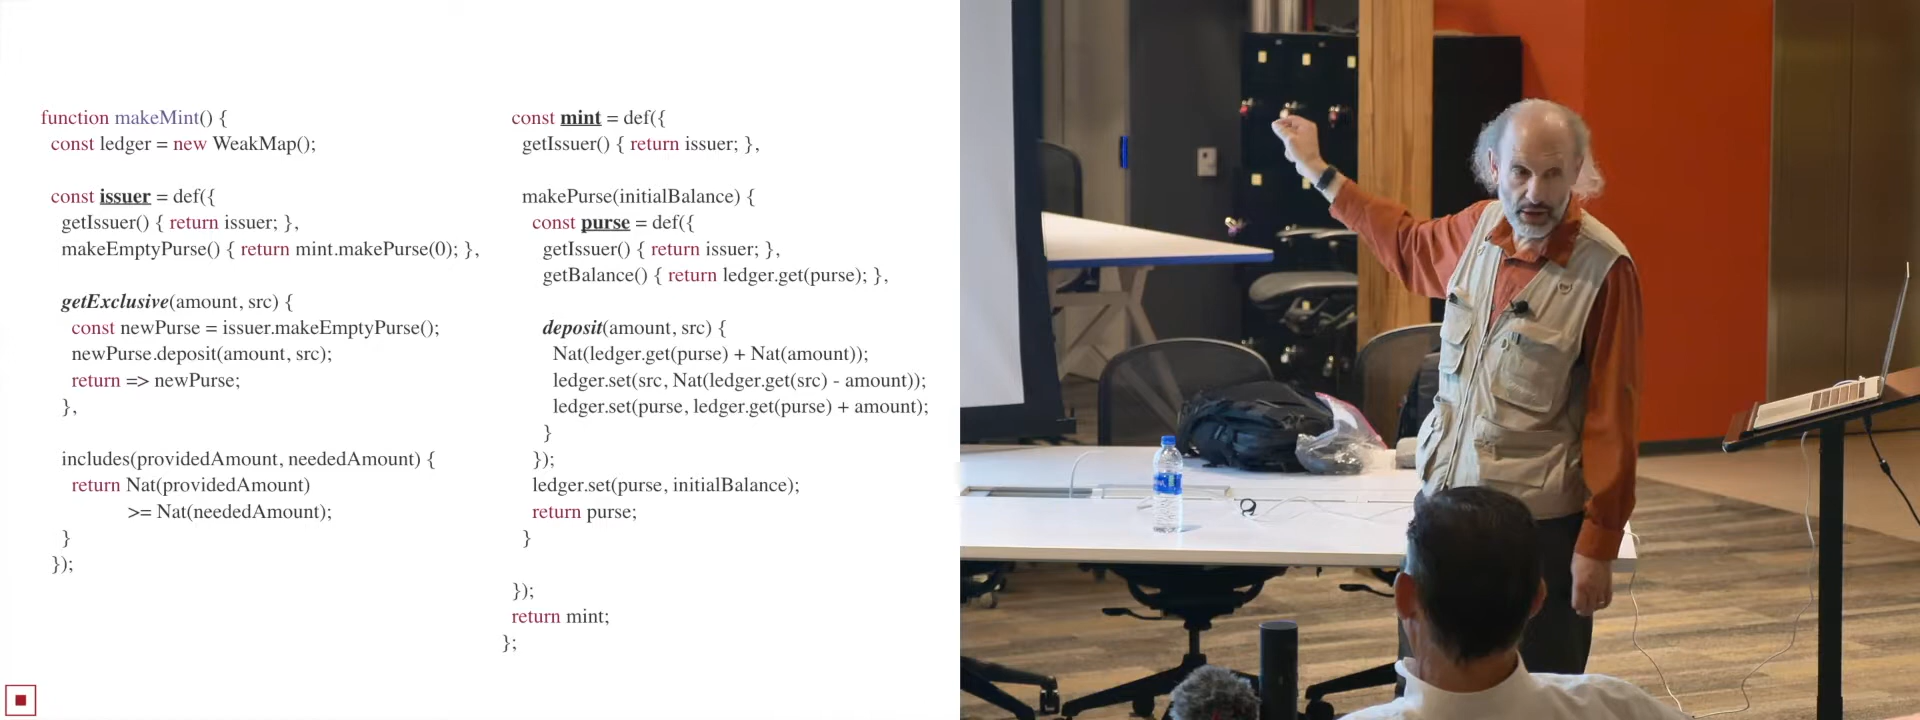 function makeMint() {
const ledger = new WeakMap();
const issuer = def({
getIssuer() { return issuer; },
makeEmptyPurse() { return mint.makePurse(0); },
getExclusive(amount, src) {
const newPurse = issuer.makeEmptyPurse();
newPurse.deposit(amount, src);
return => newPurse;
},
includes(providedAmount, neededAmount) {
return Nat(providedAmount)
>= Nat(neededAmount);
}
});
const mint = def({
getIssuer() { return issuer; },
makePurse(initialBalance) {
const purse = def({
getIssuer() { return issuer; },
getBalance() { return ledger.get(purse); },
deposit(amount, src) {
Nat(ledger.get(purse) + Nat(amount));
ledger.set(src, Nat(ledger.get(src) - amount));
ledger.set(purse, ledger.get(purse) + amount);
}
});
ledger.set(purse, initialBalance);
return purse;
}
});
return mint;
};